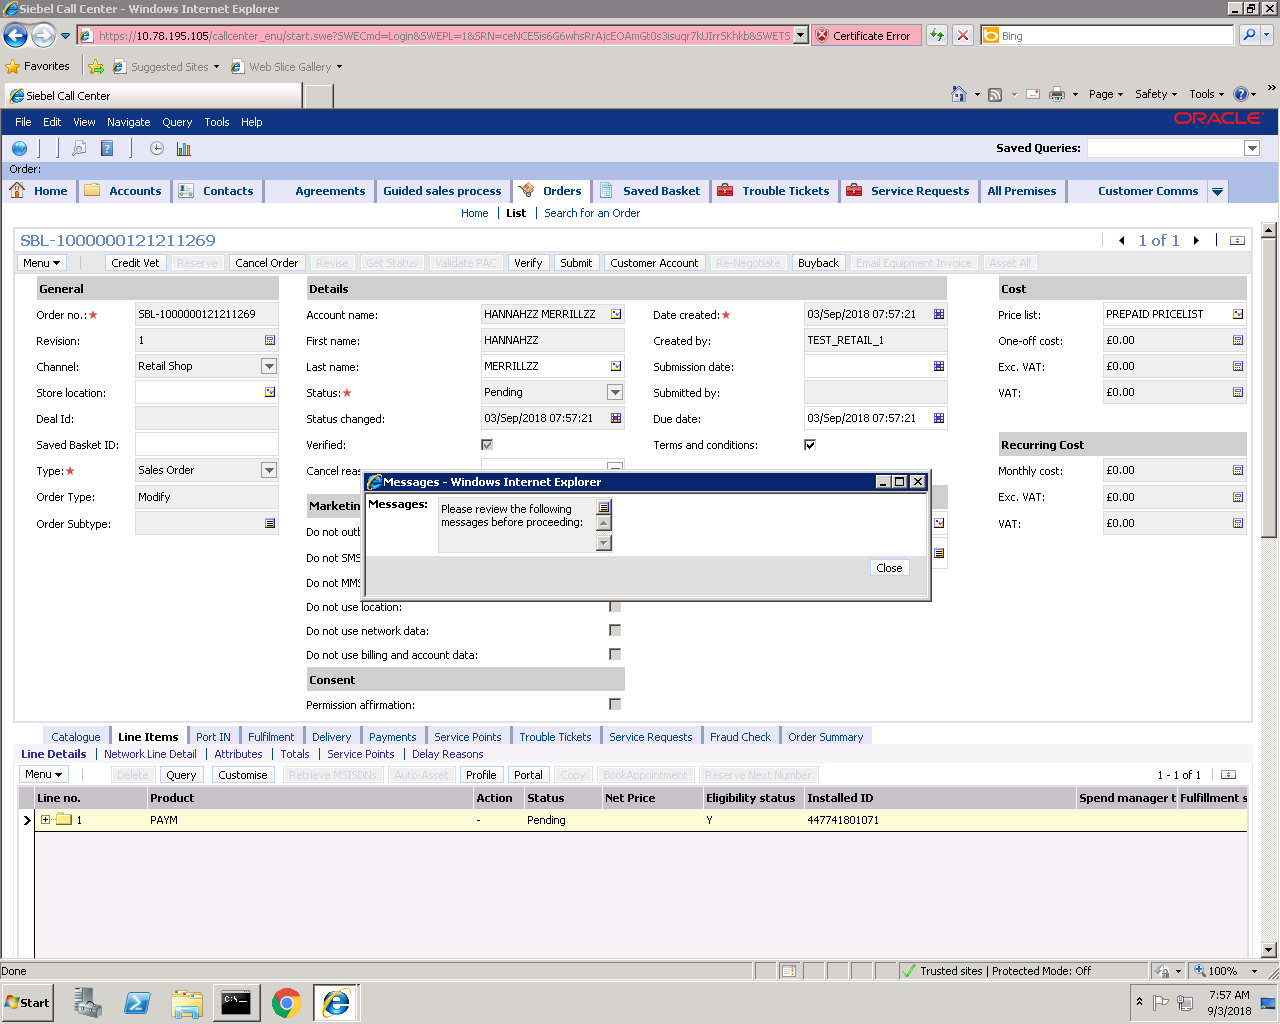 Siebel Call Center - Windows Internet Explorer
https://10.78.195.105/callcenter_enu/start.swe?SWECmd=Login&SWEPL=1&SRN=ceNCE5is6G6whsRrAjcEOAmGt0s3isuqr7kUIrrSKhkb&SWETS
Certificate Error
Bing
Favorites
Suggested Sites
Web Slice Gallery
Siebel Call Center
Page
Safety
Tools
File Edit View Navigate Query Tools Help
ORACLE
Saved Queries:
Order:
Home Accounts Contacts Agreements Guided sales process Orders Saved Basket Trouble Tickets Service Requests All Premises Customer Comms
Home List Search for an Order
SBL-1000000121211269
1 of 1
Menu Credit Vet Reserve Cancel Order Revise Get Status Validate PAC Verify Submit Customer Account Re-Negotiate Buyback Email Equipment Invoice Asset All
General Details Cost
Order no.: SBL-1000000121211269 Account name: HANNAHZZ MERRILLZZ Date created: 03/Sep/2018 07:57:21 Price list: PREPAID PRICELIST
Revision: 1 First name: HANNAHZZ Created by: TEST_RETAIL_1 One-off cost: £0.00
Channel: Retail Shop Last name: MERRILLZZ Submission date: Exc. VAT: £0.00
Store location: Status: Pending Submitted by: VAT: £0.00
Deal Id: Status changed: 03/Sep/2018 07:57:21 Due date: 03/Sep/2018 07:57:21
Saved Basket ID: Verified: Terms and conditions: Recurring Cost
Type: Sales Order Cancel reas Monthly cost: £0.00
Order Type: Modify Exc. VAT: £0.00
Order Subtype: VAT: £0.00
Messages - Windows Internet Explorer
Messages: Please review the following
messages before proceeding:
Close
Marketin
Do not out
Do not SMS
Do not MMS
Do not use location:
Do not use network data:
Do not use billing and account data:
Consent
Permission affirmation:
Catalogue Line Items Port IN Fulfilment Delivery Payments Service Points Trouble Tickets Service Requests Fraud Check Order Summary
Line Details Network Line Detail Attributes Totals Service Points Delay Reasons
Menu Delete Query Customise Retrieve MSISDNs Auto-Asset Profile Portal Copy BookAppointment Reserve Next Number 1 - 1 of 1
Line no. Product Action Status Net Price Eligibility status Installed ID Spend manager t Fulfillment s
1 PAYM - Pending Y 447741801071
Done
Trusted sites | Protected Mode: Off
100%
Start
7:57 AM
9/3/2018